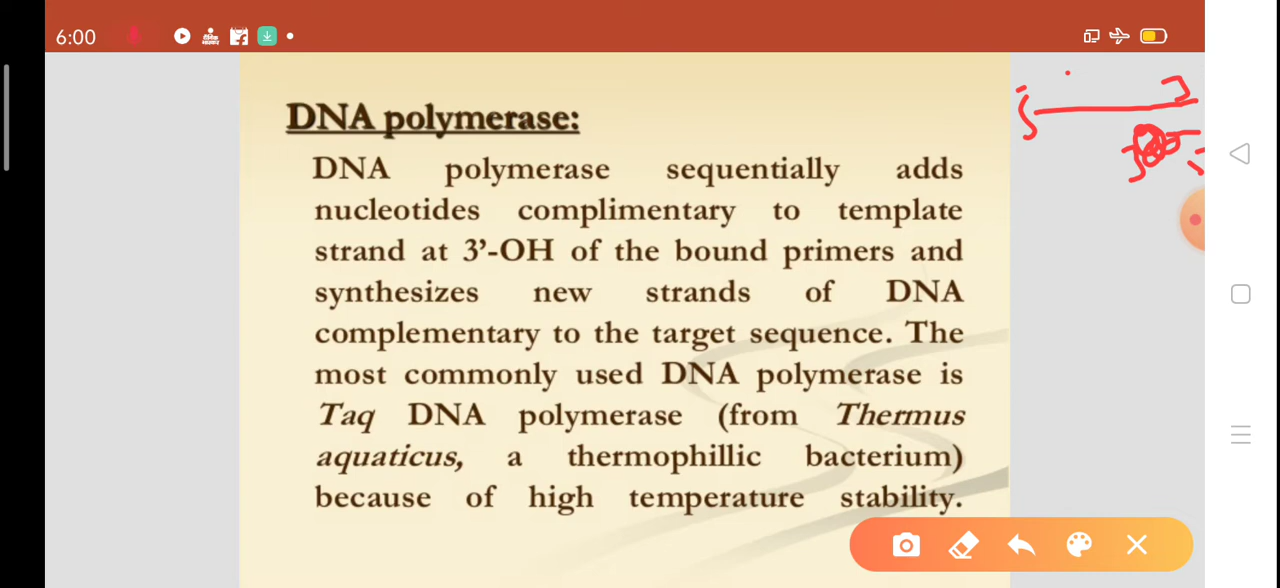 6:00
DNA polymerase:
DNA polymerase sequentially adds
nucleotides complimentary to template
strand at 3’-OH of the bound primers and
synthesizes new strands of DNA
complementary to the target sequence. The
most commonly used DNA polymerase is
Taq DNA polymerase (from Thermus
aquaticus, a thermophillic bacterium)
because of high temperature stability.